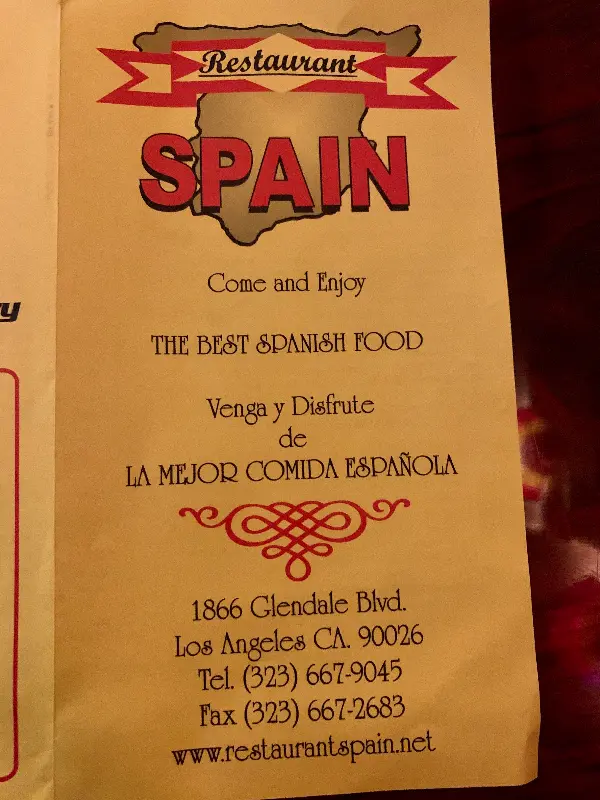 Restaurant
SPAIN
Come and Enjoy
THE BEST SPANISH FOOD
Venga y Disfrute
de
LA MEJOR COMIDA ESPAÑOLA
1866 Glendale Blvd.
Los Angeles CA. 90026
Tel. (323) 667-9045
Fax (323) 667-2683
www.restaurantspain.net